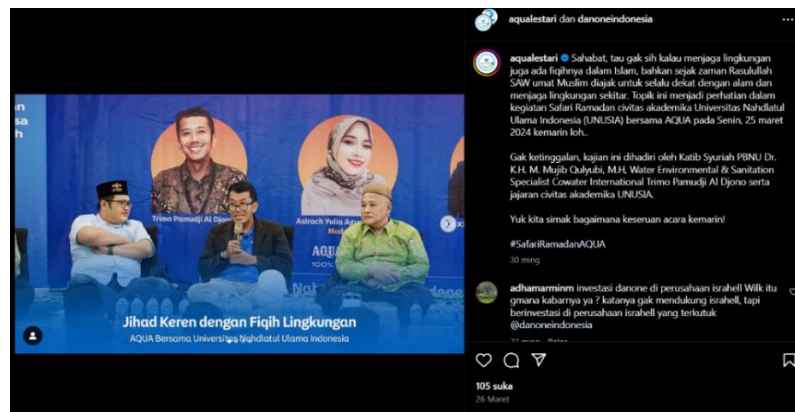 aqualestari dan danoneindonesia
aqualestari Sahabat, tau gak sih kalau menjaga lingkungan
juga ada fiqihnya dalam Islam, bahkan sejak zaman Rasulullah
SAW umat Muslim diajak untuk selalu dekat dengan alam dan
menjaga lingkungan sekitar. Topik ini menjadi perhatian dalam
kegiatan Safari Ramadan civitas akademika Universitas Nahdlatul
Ulama Indonesia (UNUSIA) bersama AQUA pada Senin, 25 maret
2024 kemarin loh..
Gak ketinggalan, kajian ini dihadiri oleh Katib Syuriah PBNU Dr.
K.H. M. Mujib Qulyubi, M.H, Water Environmental & Sanitation
Specialist Cowater International Trimo Pamudji Al Djono serta
jajaran civitas akademika UNUSIA.
Yuk kita simak bagaimana keseruan acara kemarin!
#SafariRamadanAQUA
30 ming
adhamarminm investasi danone di perusahaan israhell Wilk itu
gmana kabarnya ya ? katanya gak mendukung israhell, tapi
berinvestasi di perusahaan israhell yang terkutuk
@danoneindonesia
105 suka
26 Maret
n
sa
h
Trimo Pamudji Al Djono
Asiroch Yulia
Mod
AQUA
100%
Jihad Keren dengan Fiqih Lingkungan
AQUA Bersama Universitas Nahdlatul Ulama Indonesia